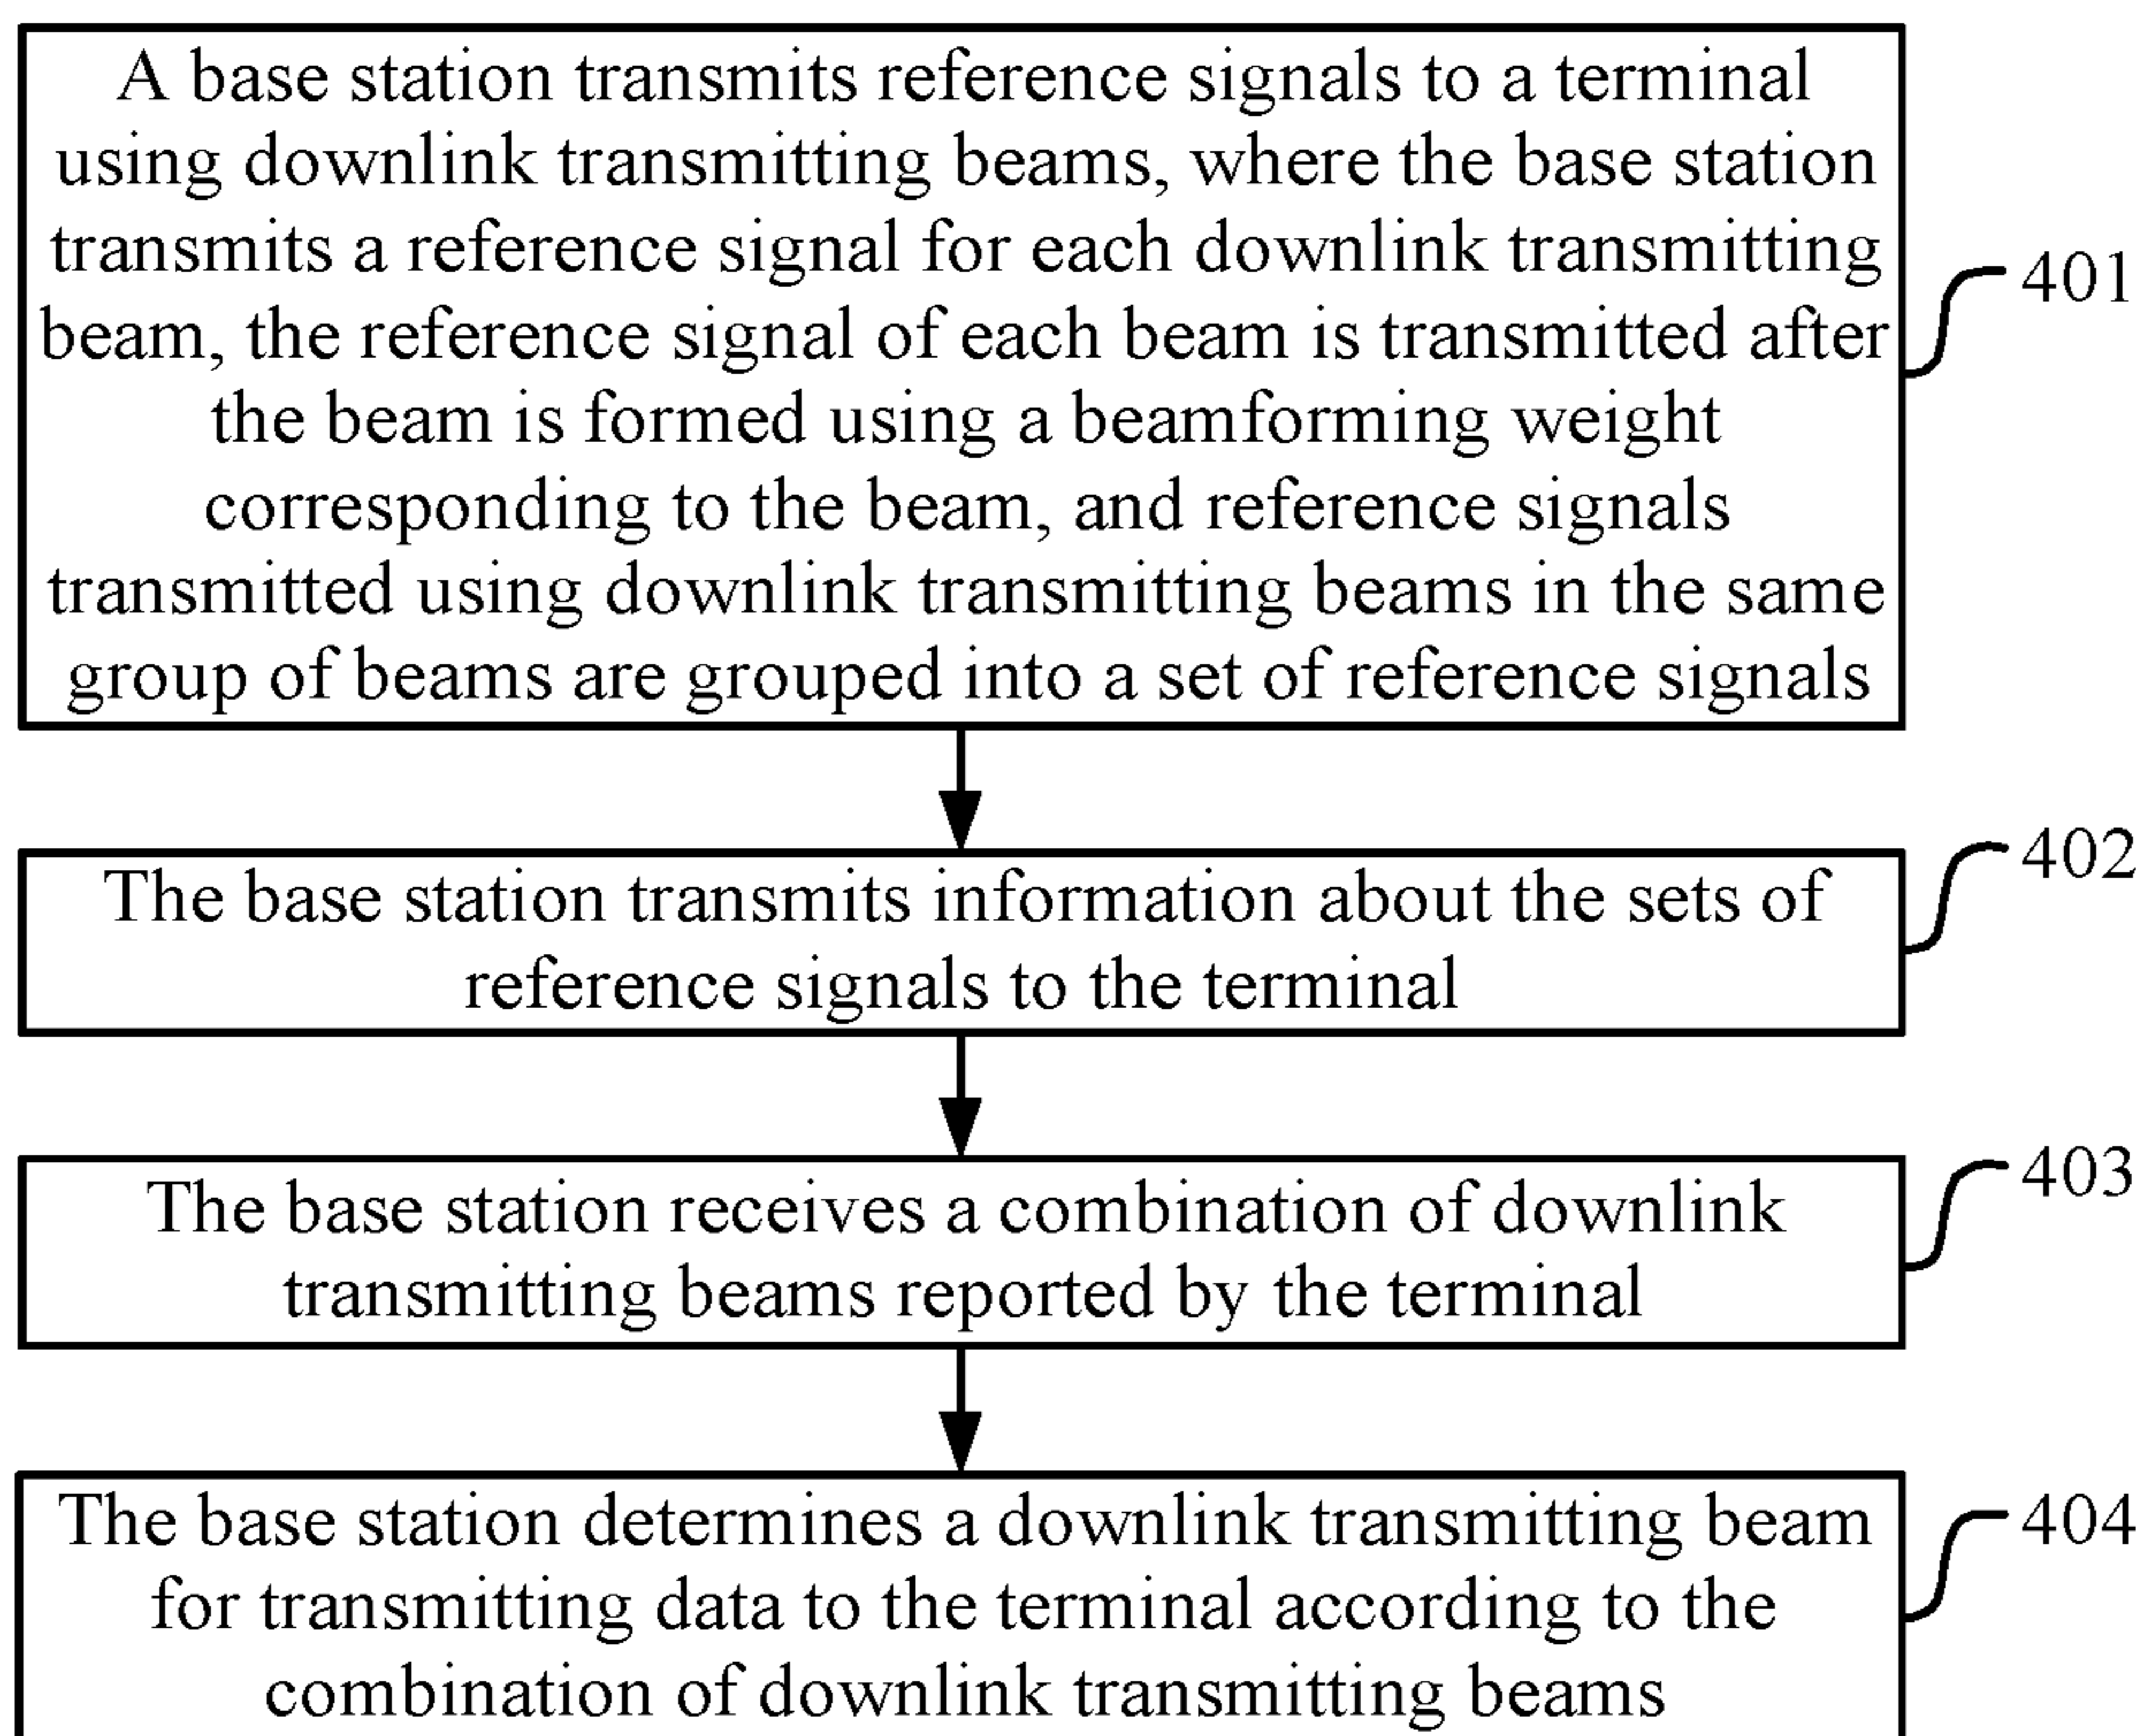 A base station transmits reference signals to a terminal
using downlink transmitting beams, where the base station
transmits a reference signal for each downlink transmitting
beam, the reference signal of each beam is transmitted after
the beam is formed using a beamforming weight
corresponding to the beam, and reference signals
transmitted using downlink transmitting beams in the same
group of beams are grouped into a set of reference signals
401
The base station transmits information about the sets of
reference signals to the terminal
402
The base station receives a combination of downlink
transmitting beams reported by the terminal
403
The base station determines a downlink transmitting beam
for transmitting data to the terminal according to the
combination of downlink transmitting beams
404